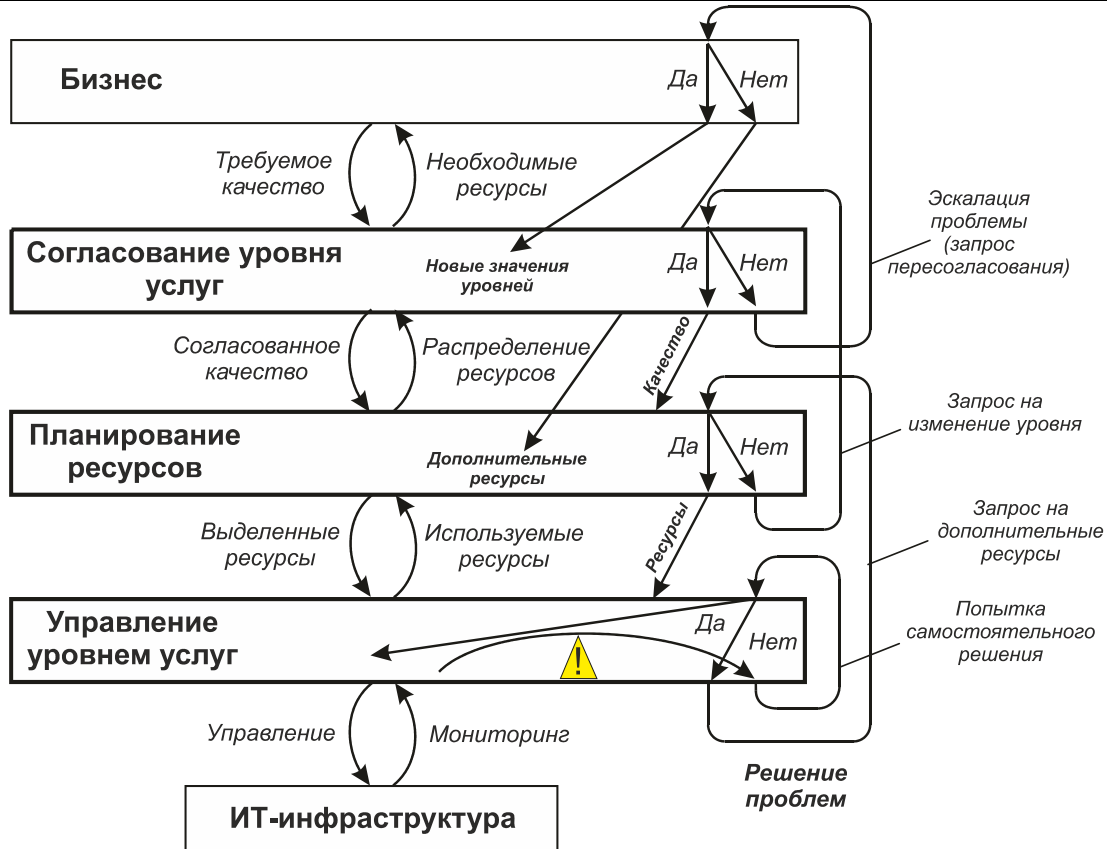 Бизнес
Да
Нет
Требуемое
качество
Необходимые
ресурсы
Эскалация
проблемы
(запрос
пересогласования)
Согласование уровня
услуг
Новые значения
уровней
Да
Нет
Согласованное
качество
Распределение
ресурсов
Качество
Запрос на
изменение уровня
Планирование
ресурсов
Дополнительные
ресурсы
Да
Нет
Выделенные
ресурсы
Используемые
ресурсы
Ресурсы
Запрос на
дополнительные
ресурсы
Управление
уровнем услуг
!
Да
Нет
Попытка
самостоятельного
решения
Управление
Мониторинг
Решение
проблем
ИТ-инфраструктура